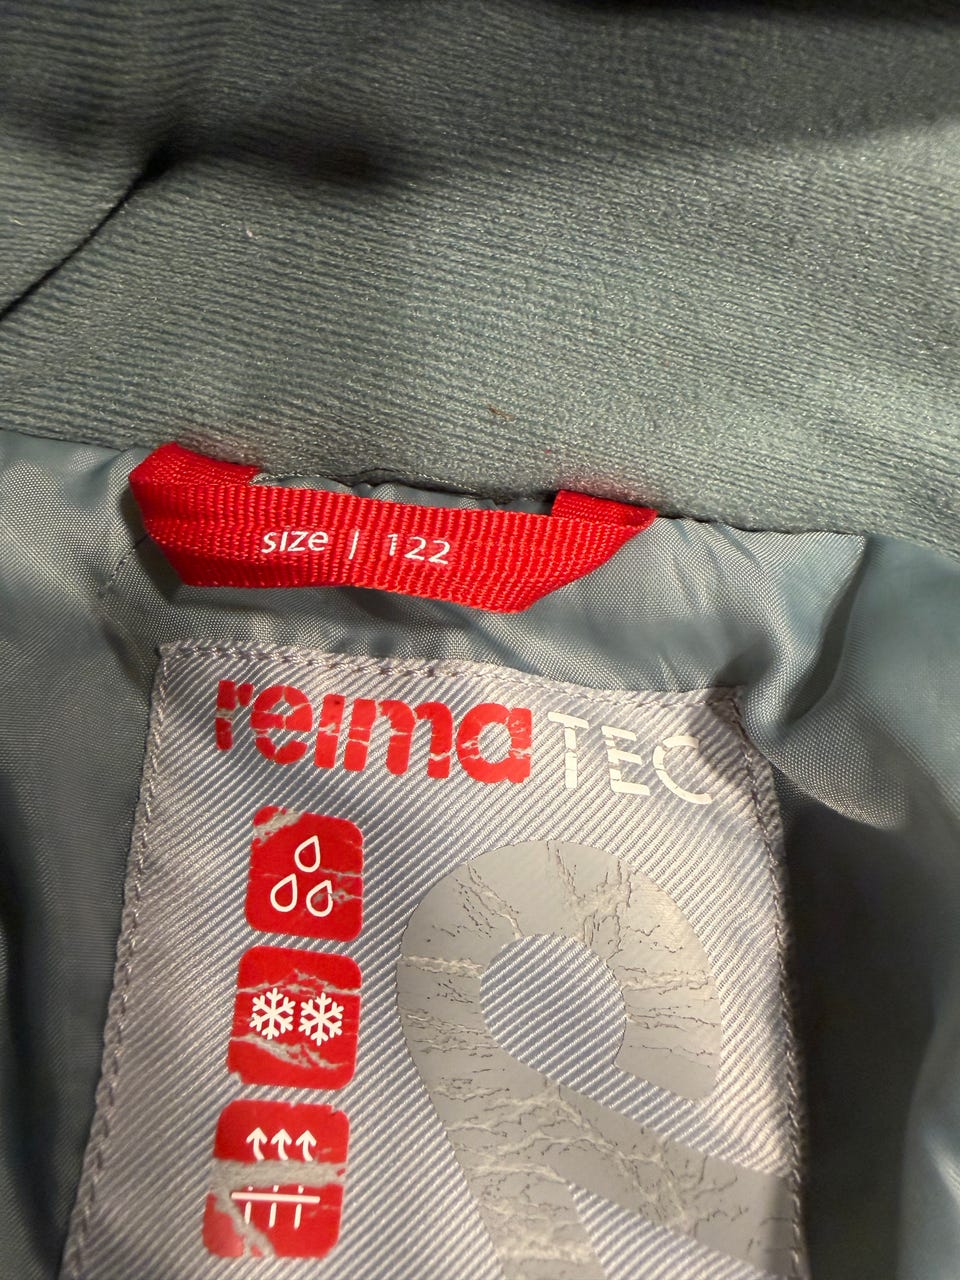 size | 122
reima TEC